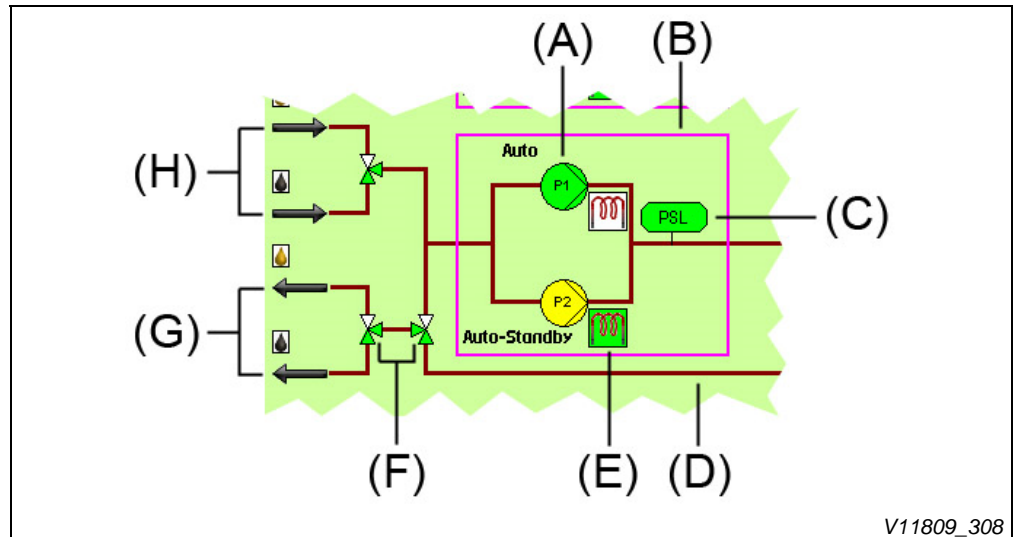 (A)
(B)
(H)
Auto
P1
PSL
(C)
(G)
P2
Auto-Standby
(F)
(E)
(D)
V11809_308